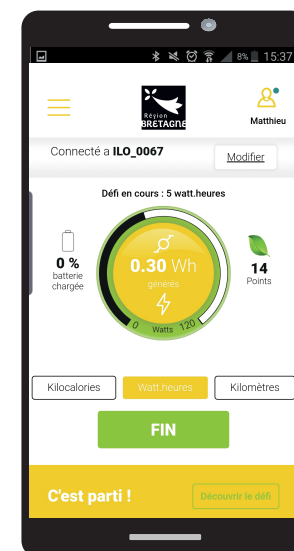 8% 15:37
Région
BRETAGNE
Matthieu
Connecté a ILO_0067
Modifier
Défi en cours : 5 watt.heures
0 %
batterie
chargée
0.30 Wh
générés
0 Watts 120
14
Points
Kilocalories
Watt.heures
Kilomètres
FIN
C'est parti !
Découvrir le défi